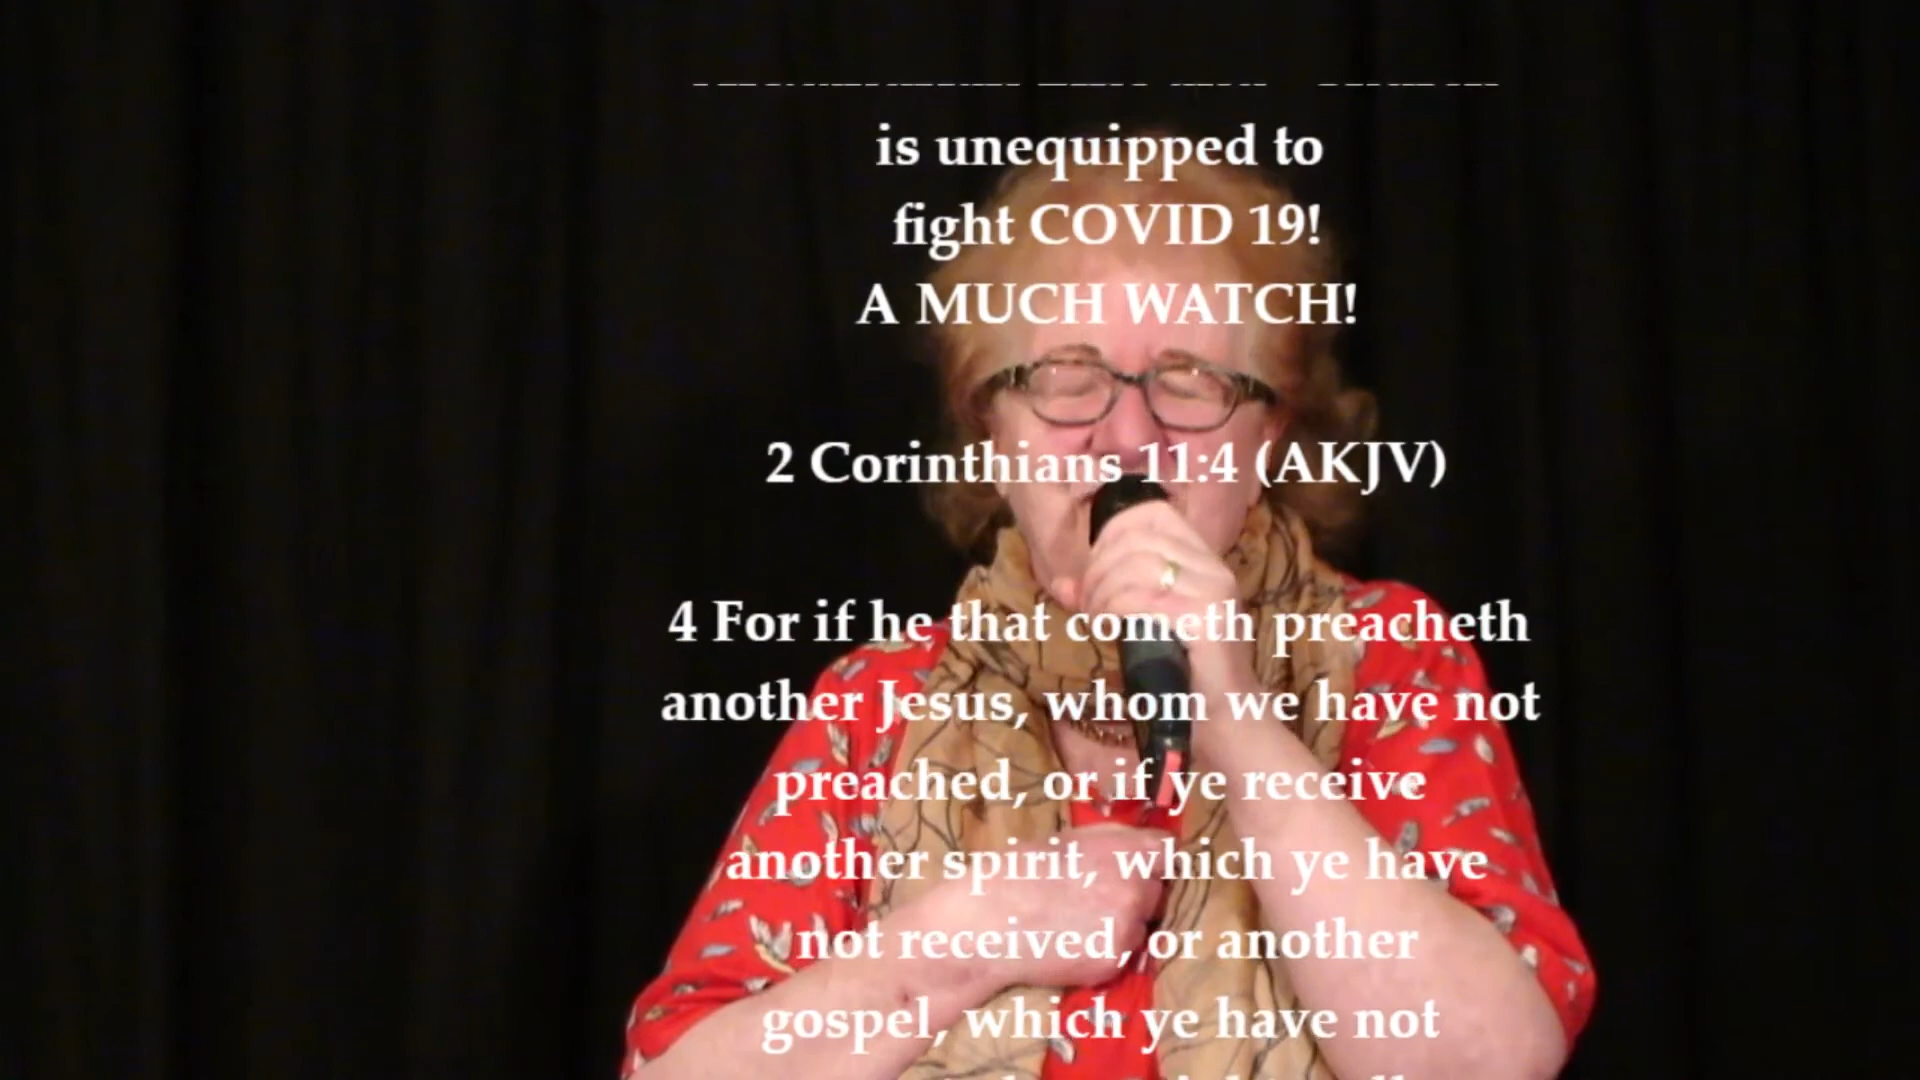 is unequipped to
fight COVID 19!
A MUCH WATCH!
2 Corinthians 11:4 (AKJV)
4 For if he that cometh preacheth
another Jesus, whom we have not
preached, or if ye receive
another spirit, which ye have
not received, or another
gospel, which ye have not